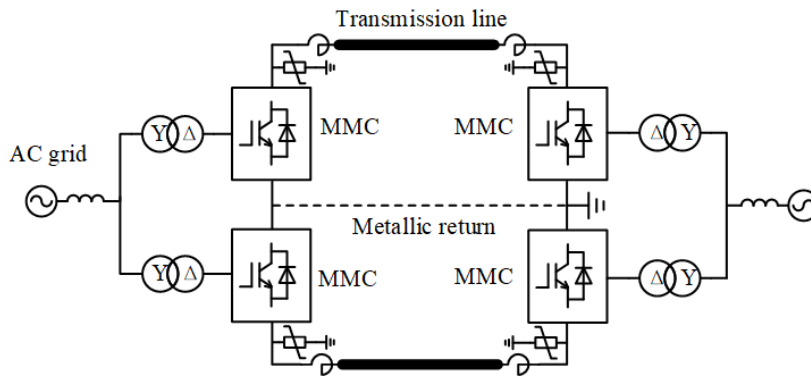 Transmission line
MMC
MMC
Y Δ
Δ Y
AC grid
Metallic return
Y Δ
MMC
MMC
Δ Y